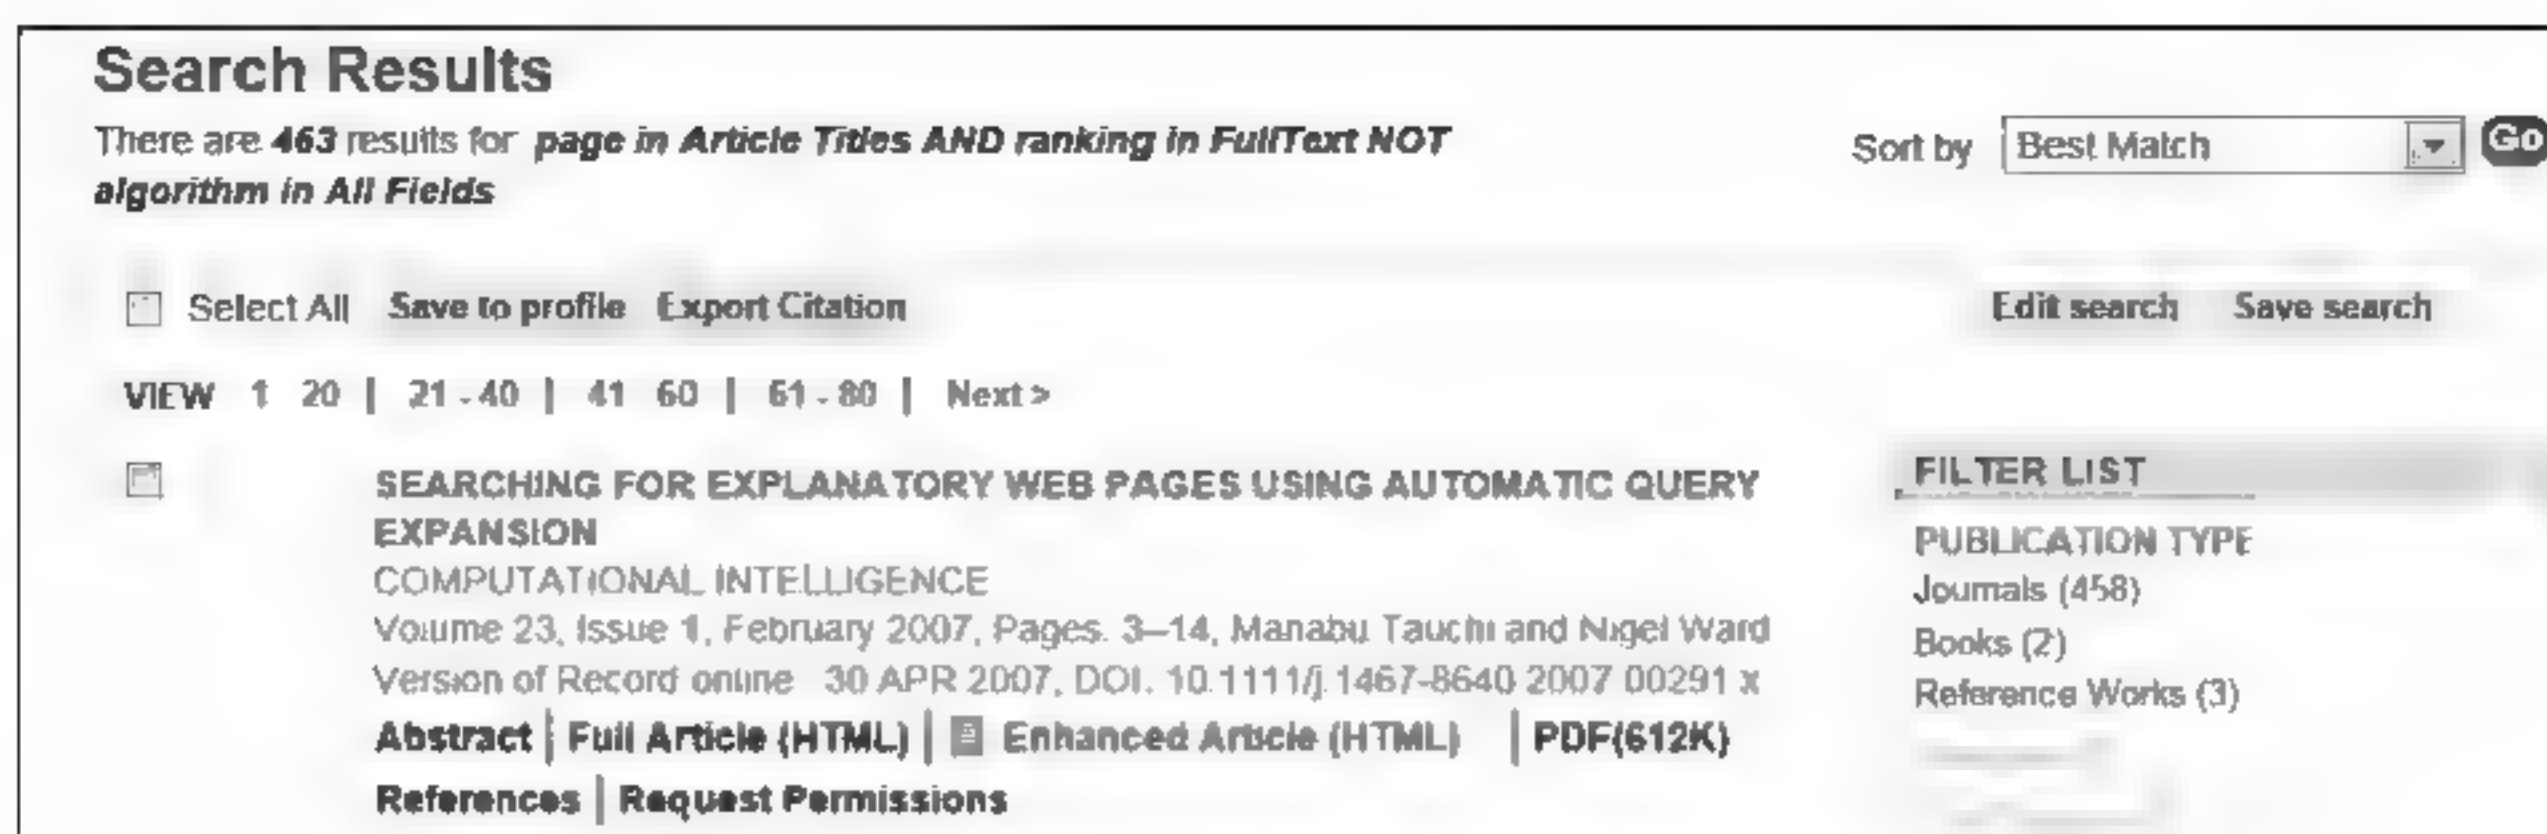 Search Results
There are 463 results for page in Article Titles AND ranking in FullText NOT
algorithm in All Fields
Sort by Best Match Go
Select All Save to profile Export Citation
Edit search Save search
VIEW 1 20 | 21 - 40 | 41 60 | 61 - 80 | Next >
SEARCHING FOR EXPLANATORY WEB PAGES USING AUTOMATIC QUERY
EXPANSION
COMPUTATIONAL INTELLIGENCE
Volume 23, Issue 1, February 2007, Pages. 3–14, Manabu Tauchi and Nigel Ward
Version of Record online 30 APR 2007, DOI. 10.1111/j.1467-8640 2007 00291 x
Abstract | Full Article (HTML) | Enhanced Article (HTML) | PDF(612K)
References | Request Permissions
FILTER LIST
PUBLICATION TYPE
Journals (458)
Books (2)
Reference Works (3)